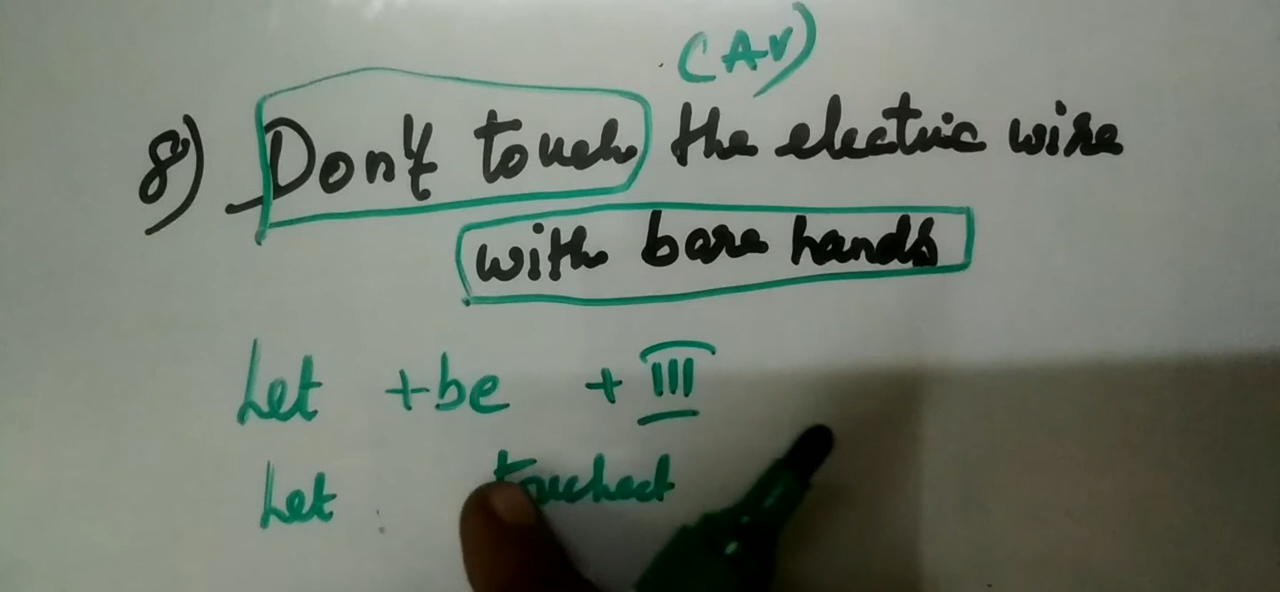 (AV)
8) Don't touch the electric wire
with bare hands
Let +be +III
Let touched